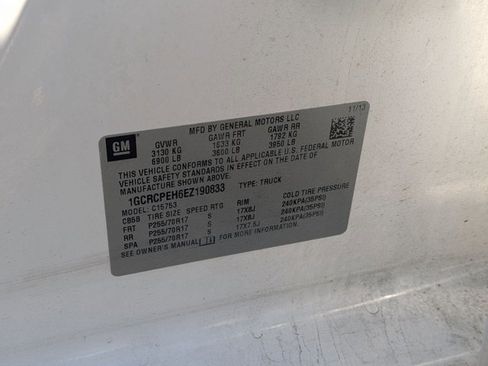 11/13
MFD BY GENERAL MOTORS LLC
GM
GVWR GAWR FRT GAWR RR
3130 KG 1633 KG 1792 KG
6900 LB 3600 LB 3950 LB
THIS VEHICLE CONFORMS TO ALL APPLICABLE U.S. FEDERAL MOTOR
VEHICLE SAFETY STANDARDS IN EFFECT ON THE DATE OF
MANUFACTURE SHOWN ABOVE.
1GCRCPEH6EZ190833 TYPE: TRUCK
MODEL: C15753
CB5B TIRE SIZE SPEED RTG RIM COLD TIRE PRESSURE
FRT P255/70R17 S 17X8J 240KPA(35PSI)
RR P255/70R17 S 17X8J 240KPA(35PSI)
SPA P255/70R17 S 17X7.5J 240KPA(35PSI)
SEE OWNER'S MANUAL FOR MORE INFORMATION.